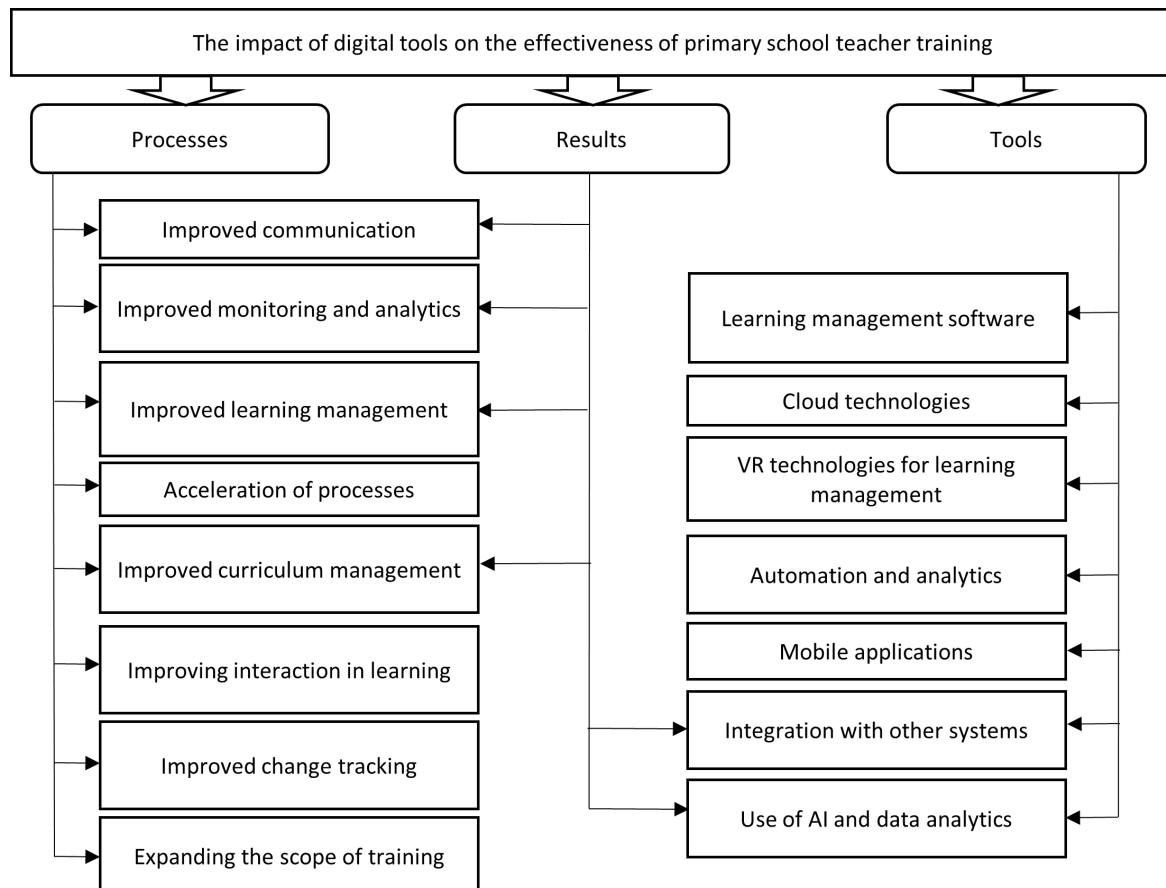 The impact of digital tools on the effectiveness of primary school teacher training
Processes
Results
Tools
Improved communication
Improved monitoring and analytics
Improved learning management
Acceleration of processes
Improved curriculum management
Improving interaction in learning
Improved change tracking
Expanding the scope of training
Learning management software
Cloud technologies
VR technologies for learning
management
Automation and analytics
Mobile applications
Integration with other systems
Use of AI and data analytics